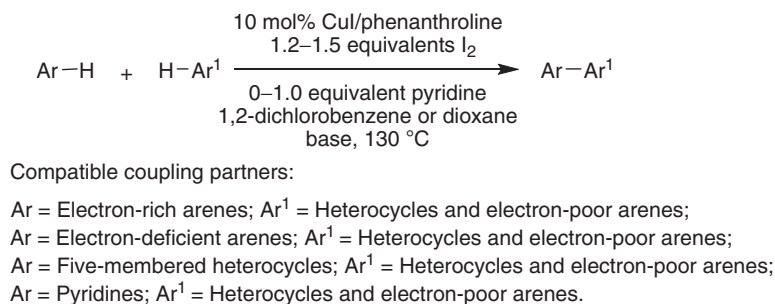 10 mol% CuI/phenanthroline
1.2–1.5 equivalents I₂
Ar—H + H—Ar¹ Ar—Ar¹
0–1.0 equivalent pyridine
1,2-dichlorobenzene or dioxane
base, 130 °C
Compatible coupling partners:
Ar = Electron-rich arenes; Ar¹ = Heterocycles and electron-poor arenes;
Ar = Electron-deficient arenes; Ar¹ = Heterocycles and electron-poor arenes;
Ar = Five-membered heterocycles; Ar¹ = Heterocycles and electron-poor arenes;
Ar = Pyridines; Ar¹ = Heterocycles and electron-poor arenes.